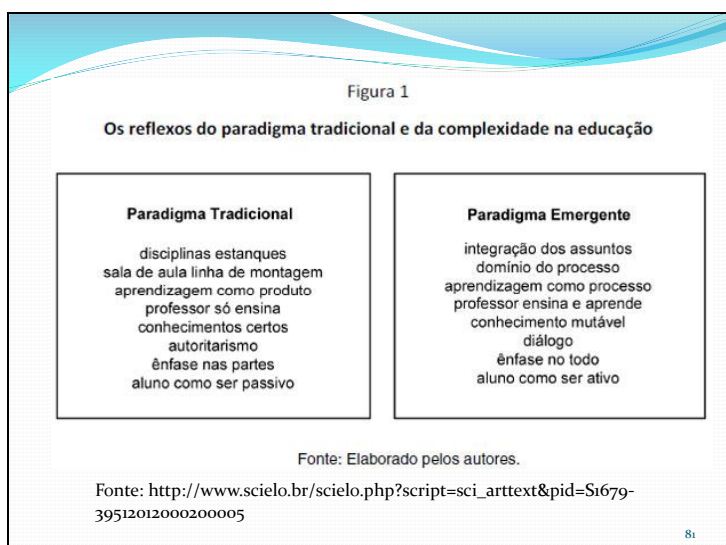 Figura 1
Os reflexos do paradigma tradicional e da complexidade na educação
Paradigma Tradicional
disciplinas estanques
sala de aula linha de montagem
aprendizagem como produto
professor só ensina
conhecimentos certos
autoritarismo
ênfase nas partes
aluno como ser passivo
Paradigma Emergente
integração dos assuntos
domínio do processo
aprendizagem como processo
professor ensina e aprende
conhecimento mutável
diálogo
ênfase no todo
aluno como ser ativo
Fonte: Elaborado pelos autores.
Fonte: http://www.scielo.br/scielo.php?script=sci_arttext&pid=S1679-
39512012000200005
81